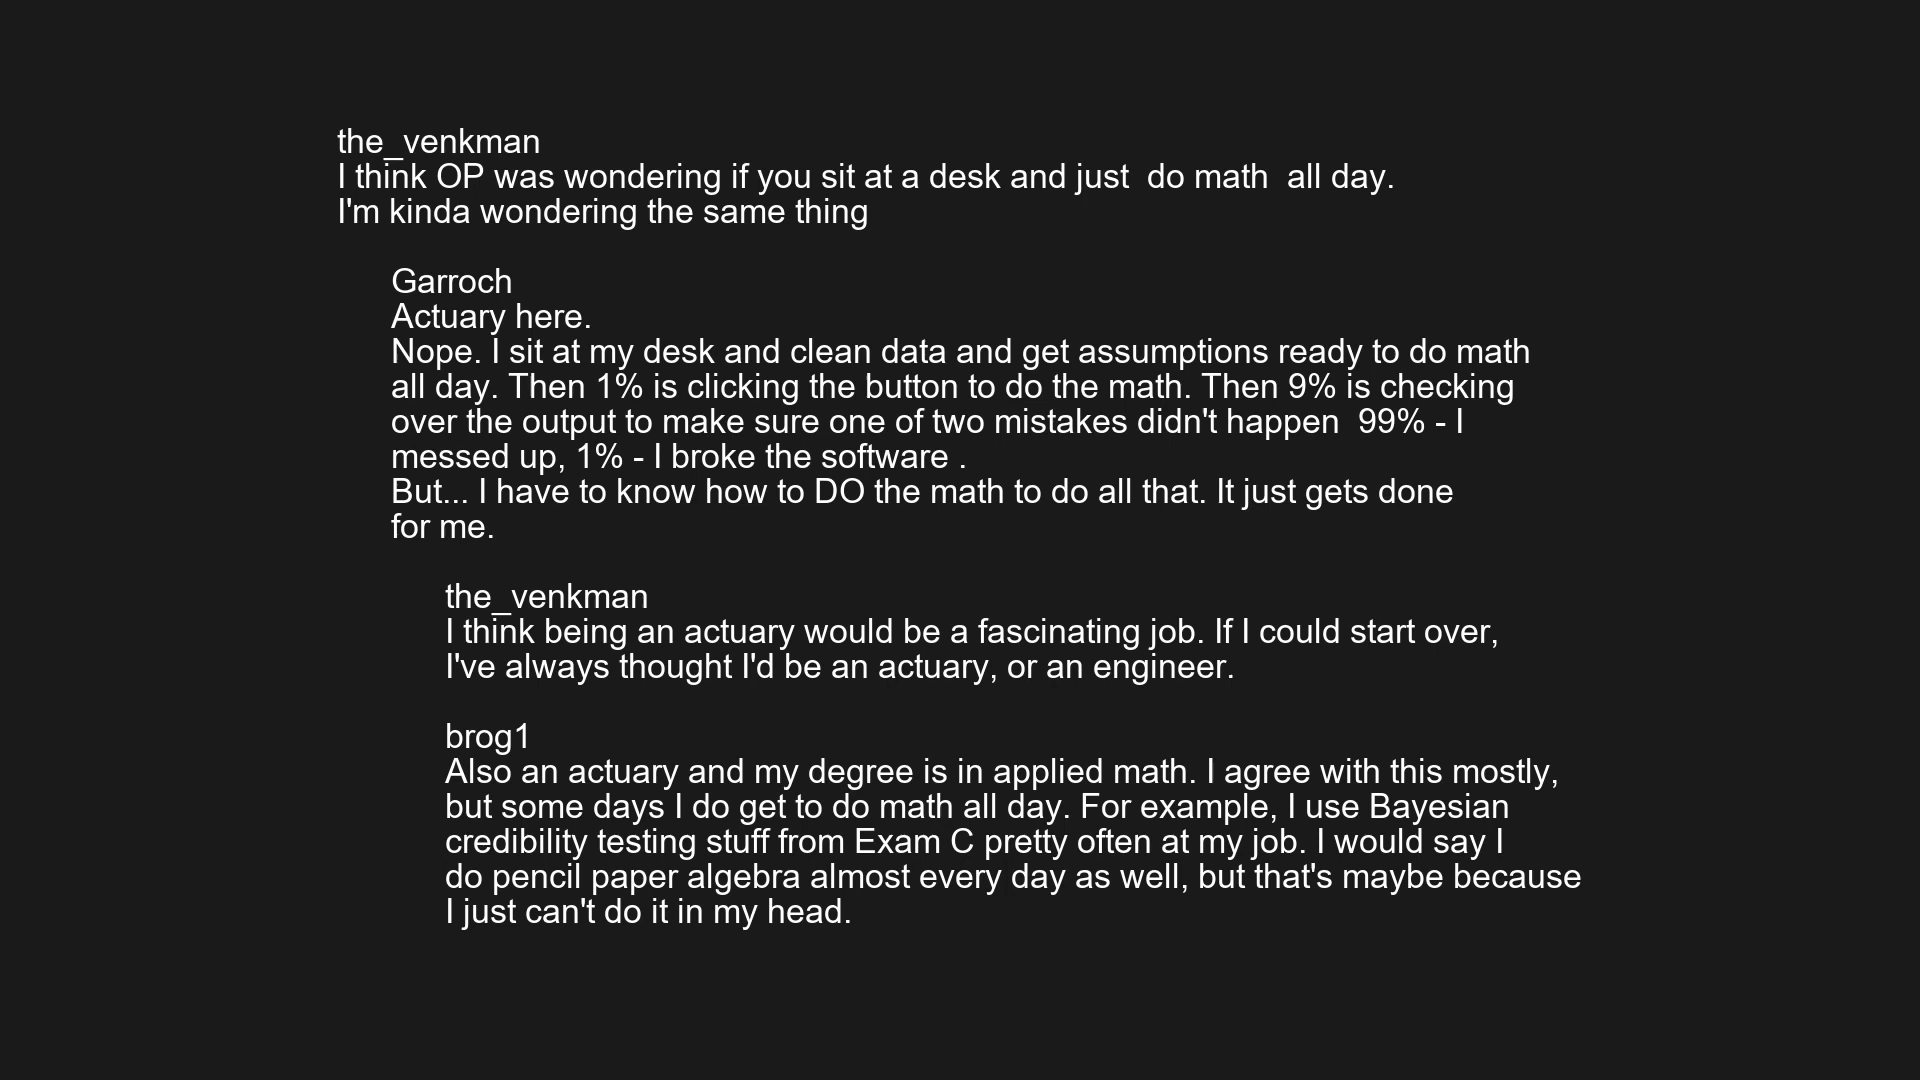 the_venkman
I think OP was wondering if you sit at a desk and just  do math  all day.
I'm kinda wondering the same thing
Garroch
Actuary here.
Nope. I sit at my desk and clean data and get assumptions ready to do math
all day. Then 1% is clicking the button to do the math. Then 9% is checking
over the output to make sure one of two mistakes didn't happen  99% - I
messed up, 1% - I broke the software .
But... I have to know how to DO the math to do all that. It just gets done
for me.
the_venkman
I think being an actuary would be a fascinating job. If I could start over,
I've always thought I'd be an actuary, or an engineer.
brog1
Also an actuary and my degree is in applied math. I agree with this mostly,
but some days I do get to do math all day. For example, I use Bayesian
credibility testing stuff from Exam C pretty often at my job. I would say I
do pencil paper algebra almost every day as well, but that's maybe because
I just can't do it in my head.